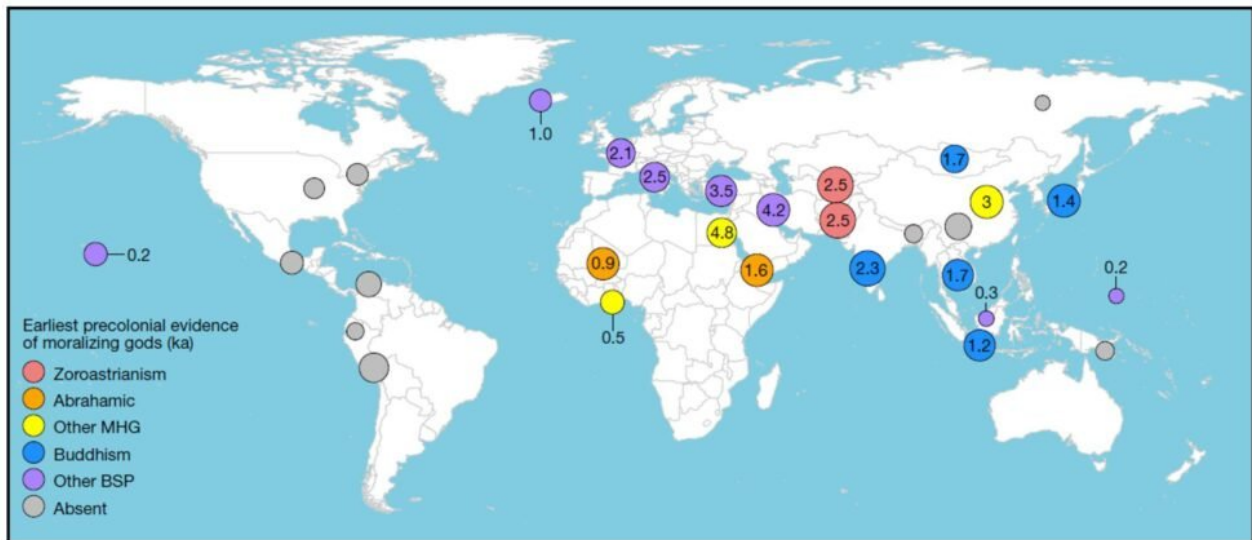 1.0
2.1
1.7
2.5
2.5
3.5
3
1.4
4.2
2.5
4.8
0.2
0.9
1.6
2.3
1.7
0.2
0.3
0.5
1.2
Earliest precolonial evidence
of moralizing gods (ka)
Zoroastrianism
Abrahamic
Other MHG
Buddhism
Other BSP
Absent